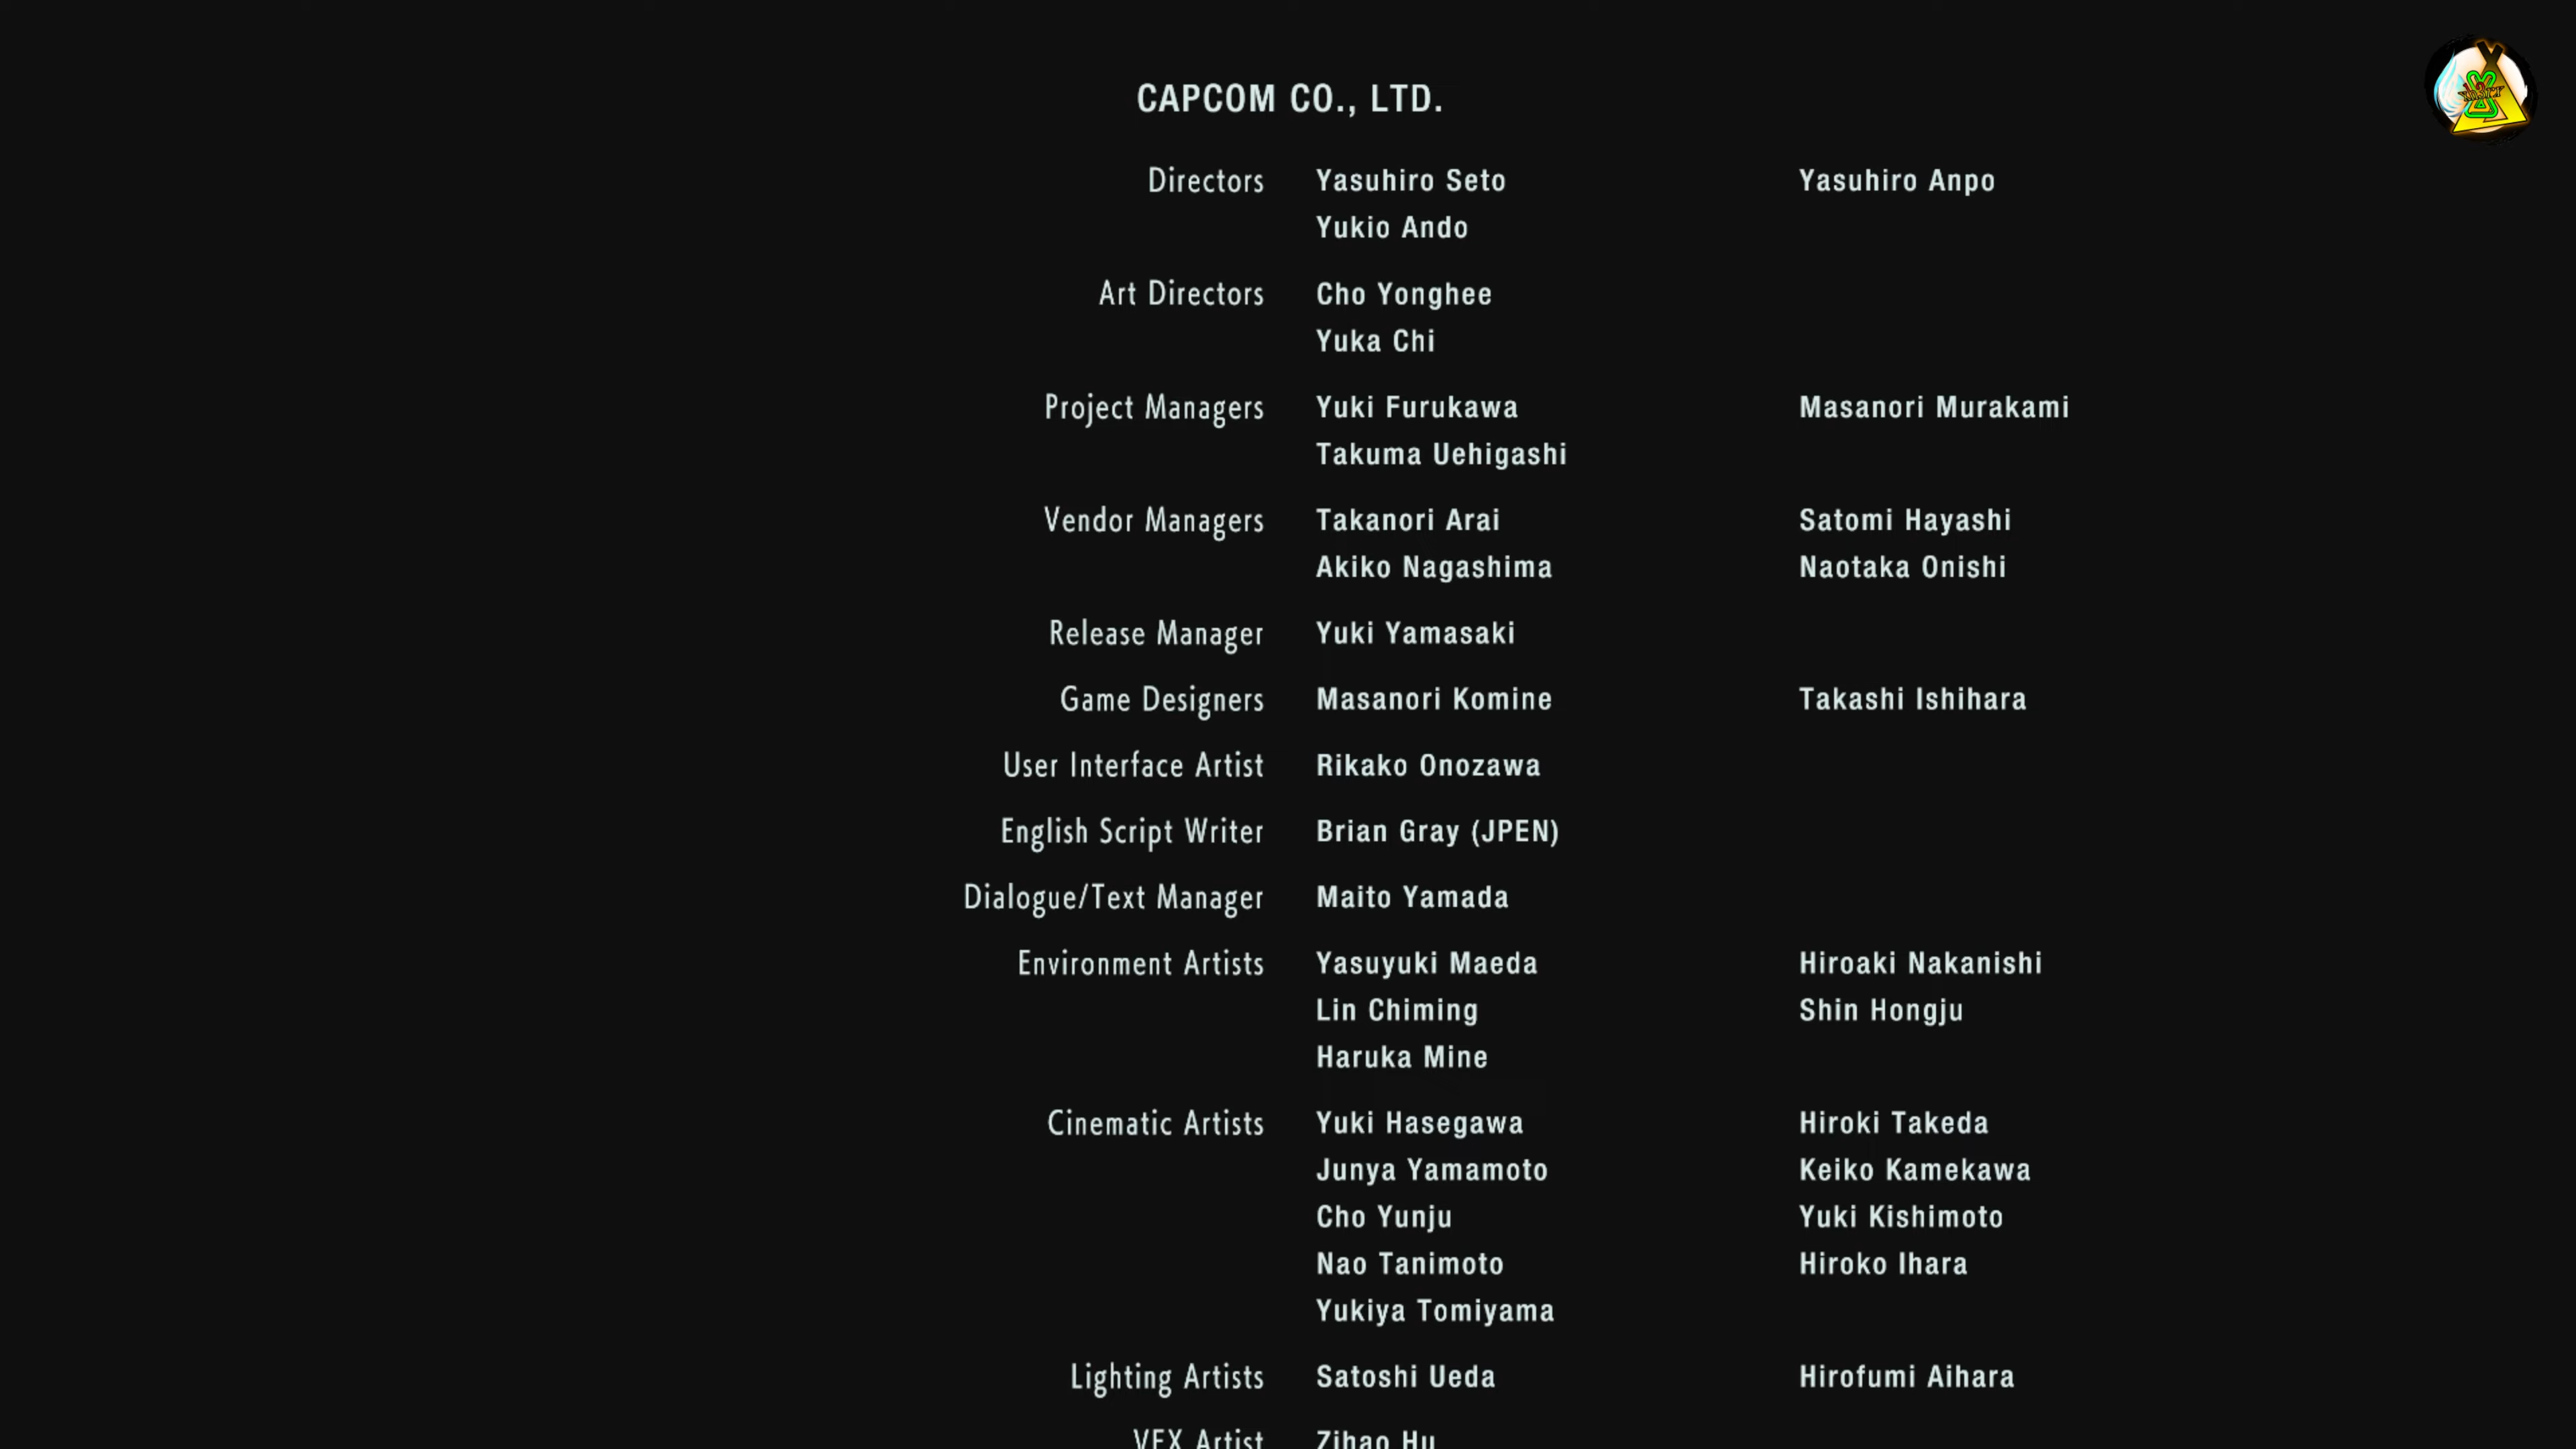 CAPCOM CO., LTD.
Directors Yasuhiro Seto Yasuhiro Anpo
Yukio Ando
Art Directors Cho Yonghee
Yuka Chi
Project Managers Yuki Furukawa Masanori Murakami
Takuma Uehigashi
Vendor Managers Takanori Arai Satomi Hayashi
Akiko Nagashima Naotaka Onishi
Release Manager Yuki Yamasaki
Game Designers Masanori Komine Takashi Ishihara
User Interface Artist Rikako Onozawa
English Script Writer Brian Gray (JPEN)
Dialogue/Text Manager Maito Yamada
Environment Artists Yasuyuki Maeda Hiroaki Nakanishi
Lin Chiming Shin Hongju
Haruka Mine
Cinematic Artists Yuki Hasegawa Hiroki Takeda
Junya Yamamoto Keiko Kamekawa
Cho Yunju Yuki Kishimoto
Nao Tanimoto Hiroko Ihara
Yukiya Tomiyama
Lighting Artists Satoshi Ueda Hirofumi Aihara
VFX Artist Zihao Hu